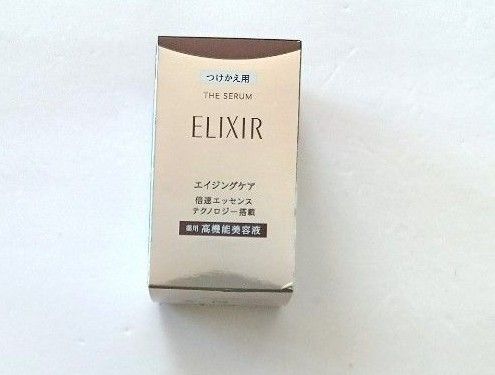 つけかえ用
THE SERUM
ELIXIR
エイジングケア
倍速エッセンス
テクノロジー搭載
薬用 高機能美容液